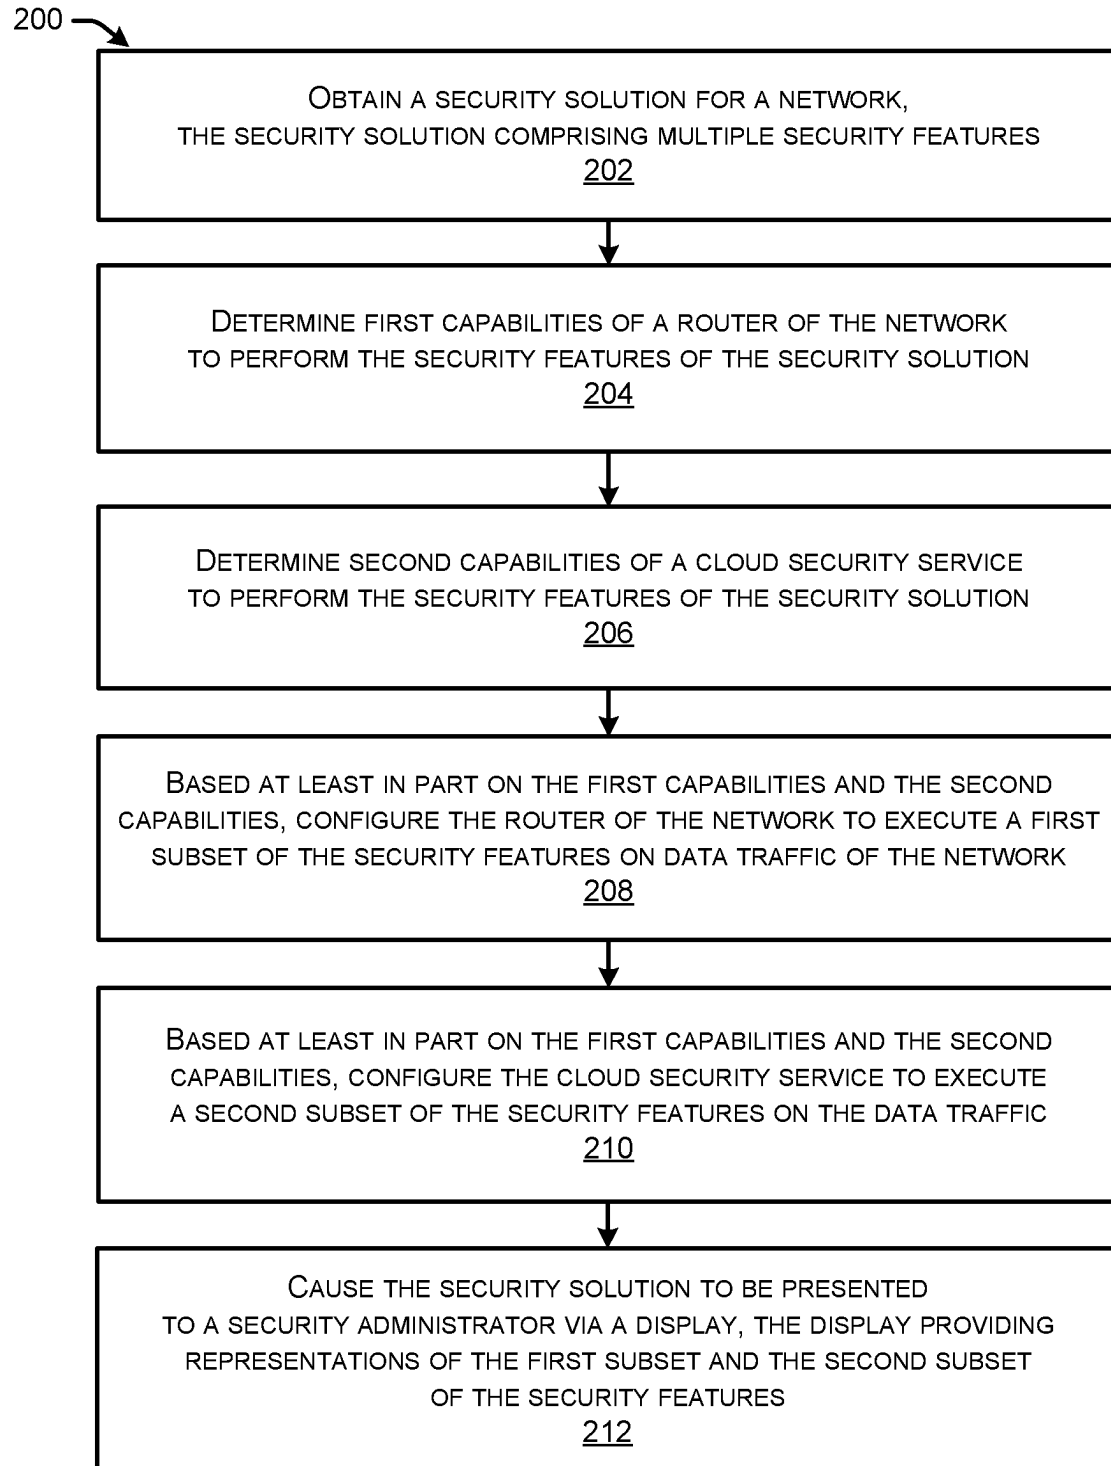 200
Obtain a security solution for a network,
the security solution comprising multiple security features
202
Determine first capabilities of a router of the network
to perform the security features of the security solution
204
Determine second capabilities of a cloud security service
to perform the security features of the security solution
206
Based at least in part on the first capabilities and the second
capabilities, configure the router of the network to execute a first
subset of the security features on data traffic of the network
208
Based at least in part on the first capabilities and the second
capabilities, configure the cloud security service to execute
a second subset of the security features on the data traffic
210
Cause the security solution to be presented
to a security administrator via a display, the display providing
representations of the first subset and the second subset
of the security features
212